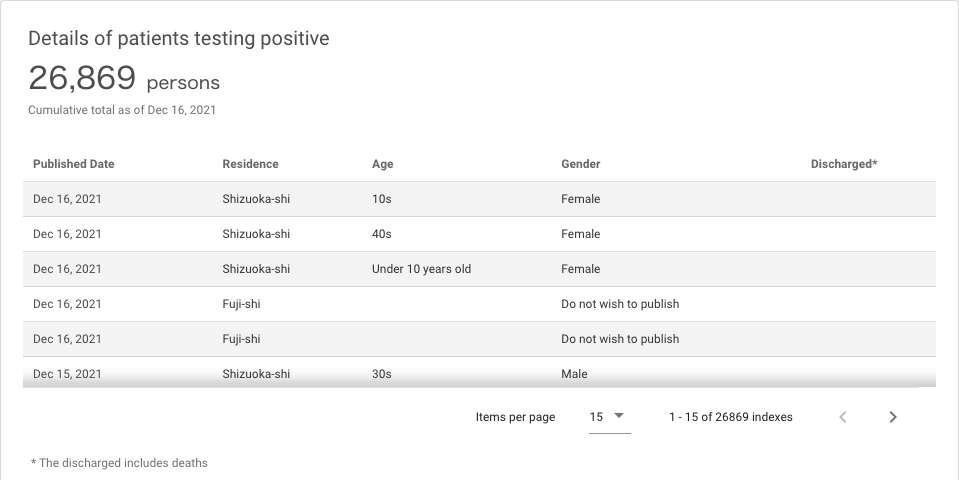 Details of patients testing positive
26,869 persons
Cumulative total as of Dec 16, 2021
Published Date Residence Age Gender Discharged*
Dec 16, 2021 Shizuoka-shi 10s Female
Dec 16, 2021 Shizuoka-shi 40s Female
Dec 16, 2021 Shizuoka-shi Under 10 years old Female
Dec 16, 2021 Fuji-shi Do not wish to publish
Dec 16, 2021 Fuji-shi Do not wish to publish
Dec 15, 2021 Shizuoka-shi 30s Male
Items per page 15 1 - 15 of 26869 indexes
* The discharged includes deaths